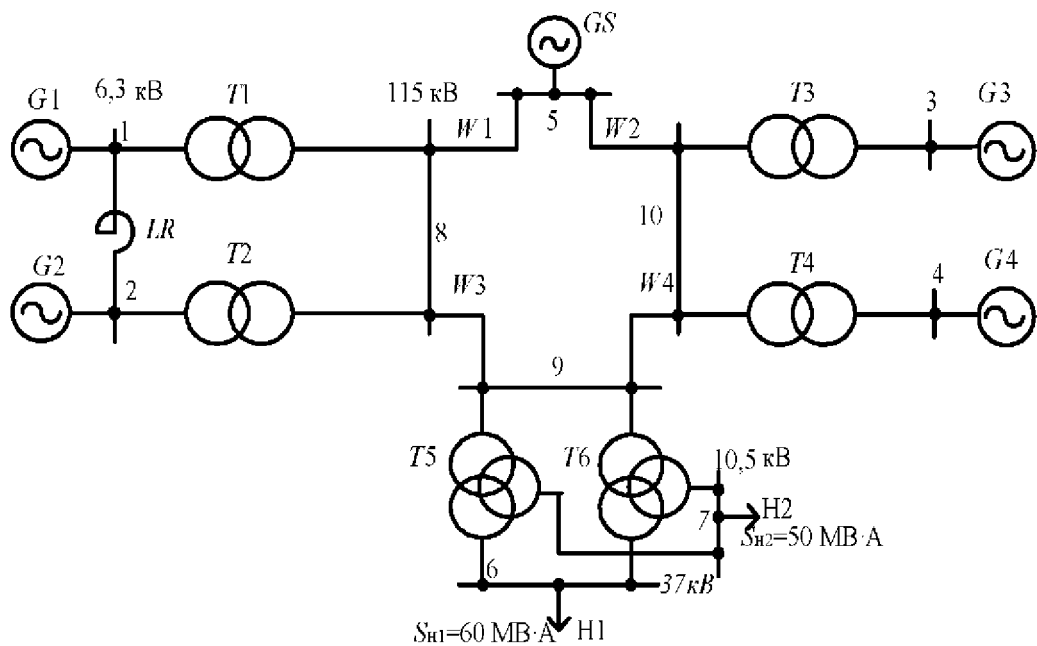 GS
6,3 кВ
T1
115 кВ
T3
3
G3
G1
1
W1
5
W2
LR
8
10
G2
2
T2
W3
W4
T4
4
G4
9
T5
T6
10,5 кВ
7
H2
Sн2=50 МВ·А
6
37кВ
Sн1=60 МВ·А
H1